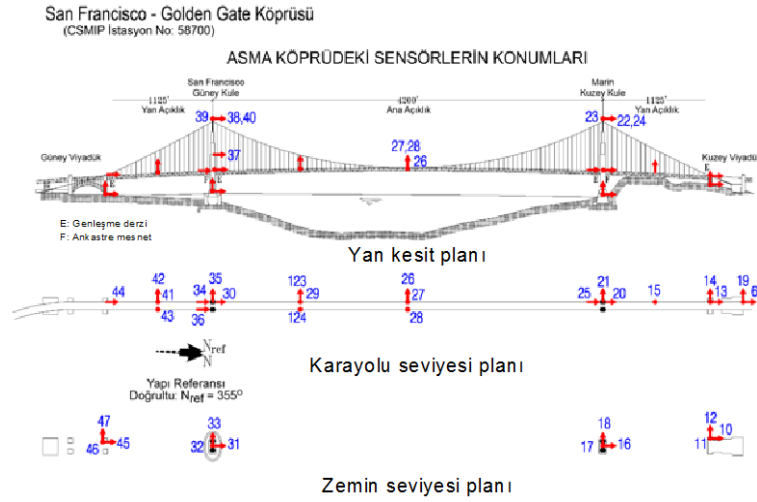 San Francisco - Golden Gate Köprüsü
(CSMIP İstasyon No: 58700)
ASMA KÖPRÜDEKİ SENSÖRLERİN KONUMLARI
San Francisco
Güney Kule
Marin
Kuzey Kule
1125' 4200' 1125'
Yan Açıklık Ana Açıklık Yan Açıklık
39 38,40 23 22,24
37 27,28
26
Güney Viyadük Kuzey Viyadü
E F E E F E
E: Genleşme derzi
F: Ankastre mesnet
Yan kesit planı
42 35 123 26 21 14 19
44 41 34 30 29 27 25 20 15 13 6
43 36 124 28
Nref
N
Karayolu seviyesi planı
Yapı Referansı
Doğrultu: Nref = 355º
47 33 18 12
46 45 32 31 17 16 11 10
Zemin seviyesi planı